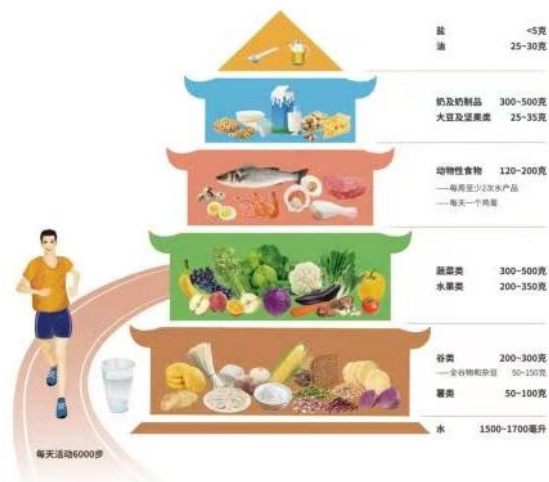 盐 <5克
油 25~30克
奶及奶制品 300~500克
大豆及坚果类 25~35克
动物性食物 120~200克
——每周至少2次水产品
——每天一个鸡蛋
蔬菜类 300~500克
水果类 200~350克
谷类 200~300克
——全谷物和杂豆 50~150克
薯类 50~100克
水 1500~1700毫升
每天活动6000步